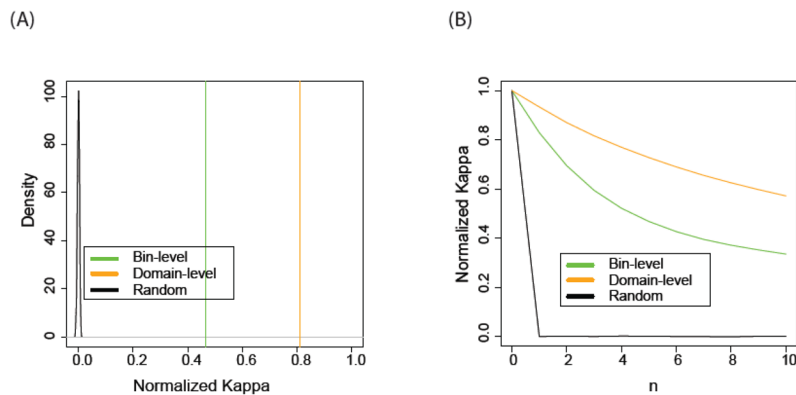 (A)
(B)
Density
100
80
60
40
20
0
Bin-level
Domain-level
Random
0.0 0.2 0.4 0.6 0.8 1.0
Normalized Kappa
Normalized Kappa
1.0
0.8
0.6
0.4
0.2
0.0
Bin-level
Domain-level
Random
0 2 4 6 8 10
n